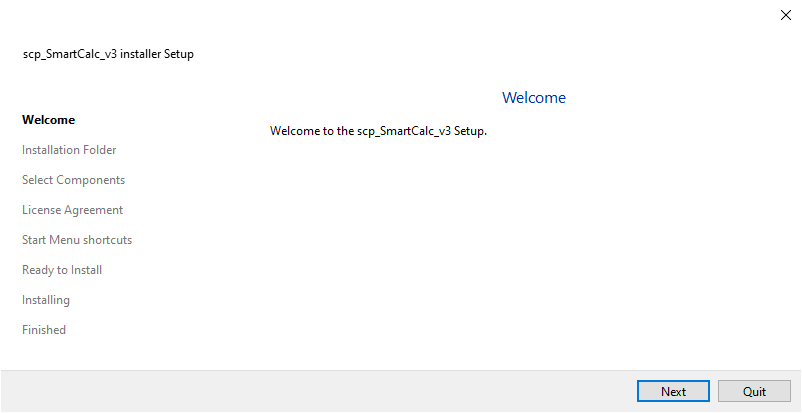 scp_SmartCalc_v3 installer Setup
Welcome
Welcome
Welcome to the scp_SmartCalc_v3 Setup.
Installation Folder
Select Components
License Agreement
Start Menu shortcuts
Ready to Install
Installing
Finished
Next
Quit